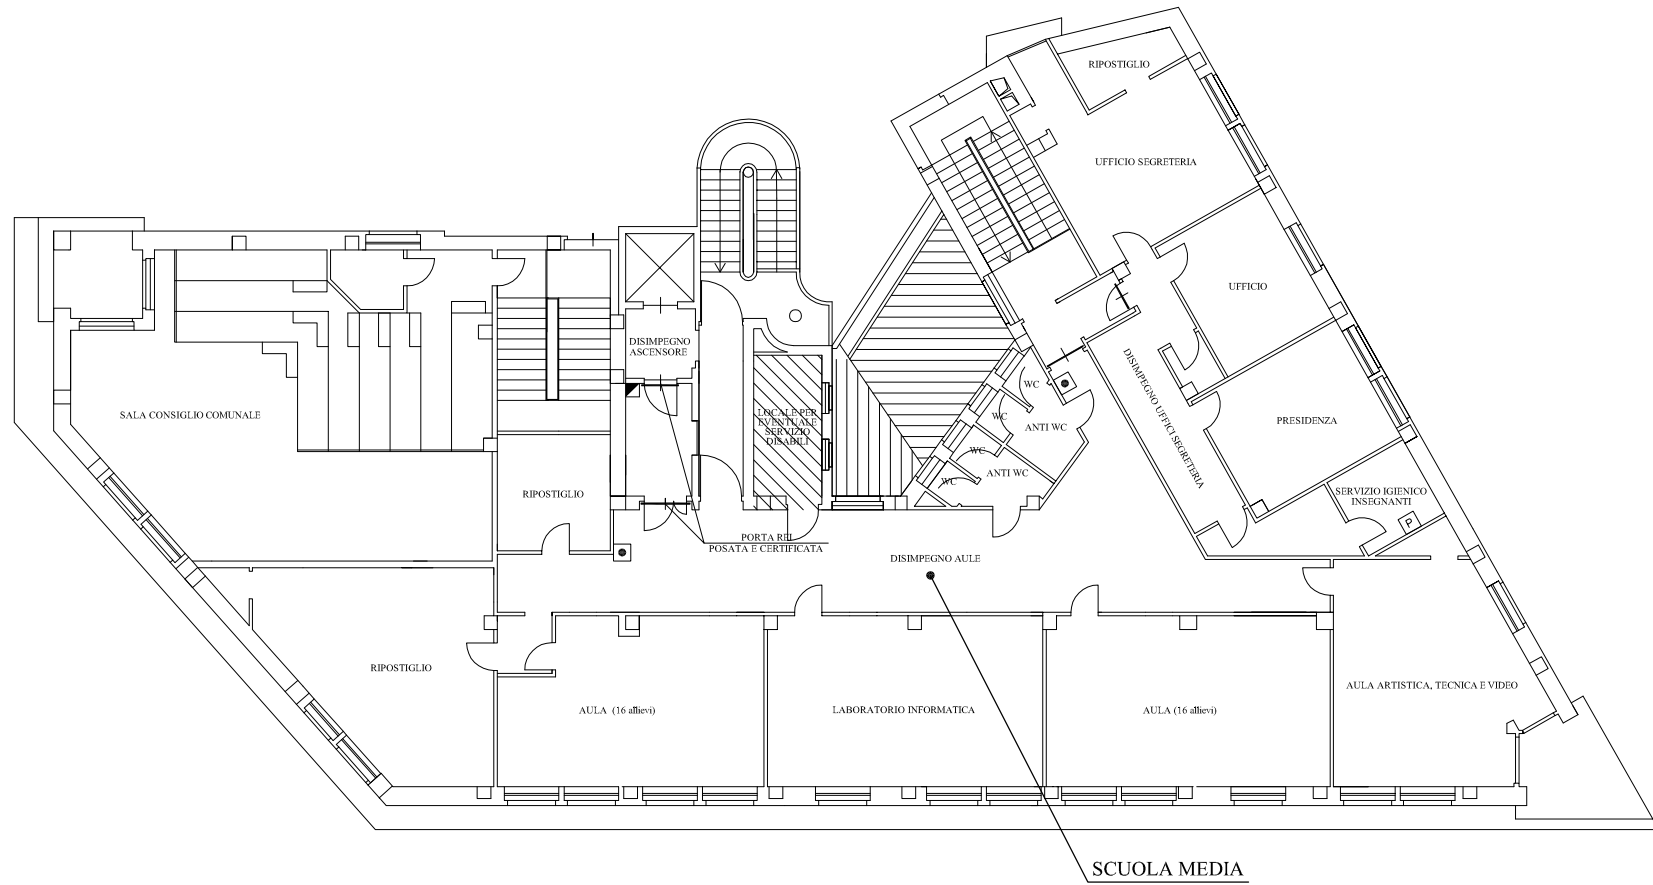 RIPOSTIGLIO
UFFICIO SEGRETERIA
UFFICIO
DISIMPEGNO
ASCENSORE
DISIMPEGNO UFFICI SEGRETERIA
WC
WC
WC
WC
ANTI WC
ANTI WC
SALA CONSIGLIO COMUNALE
LOCALE PER
EVENTUALE
SERVIZIO
DISABILI
PRESIDENZA
RIPOSTIGLIO
SERVIZIO IGIENICO
INSEGNANTI
P
PORTA REI
POSATA E CERTIFICATA
DISIMPEGNO AULE
RIPOSTIGLIO
AULA (16 allievi)
LABORATORIO INFORMATICA
AULA (16 allievi)
AULA ARTISTICA, TECNICA E VIDEO
SCUOLA MEDIA